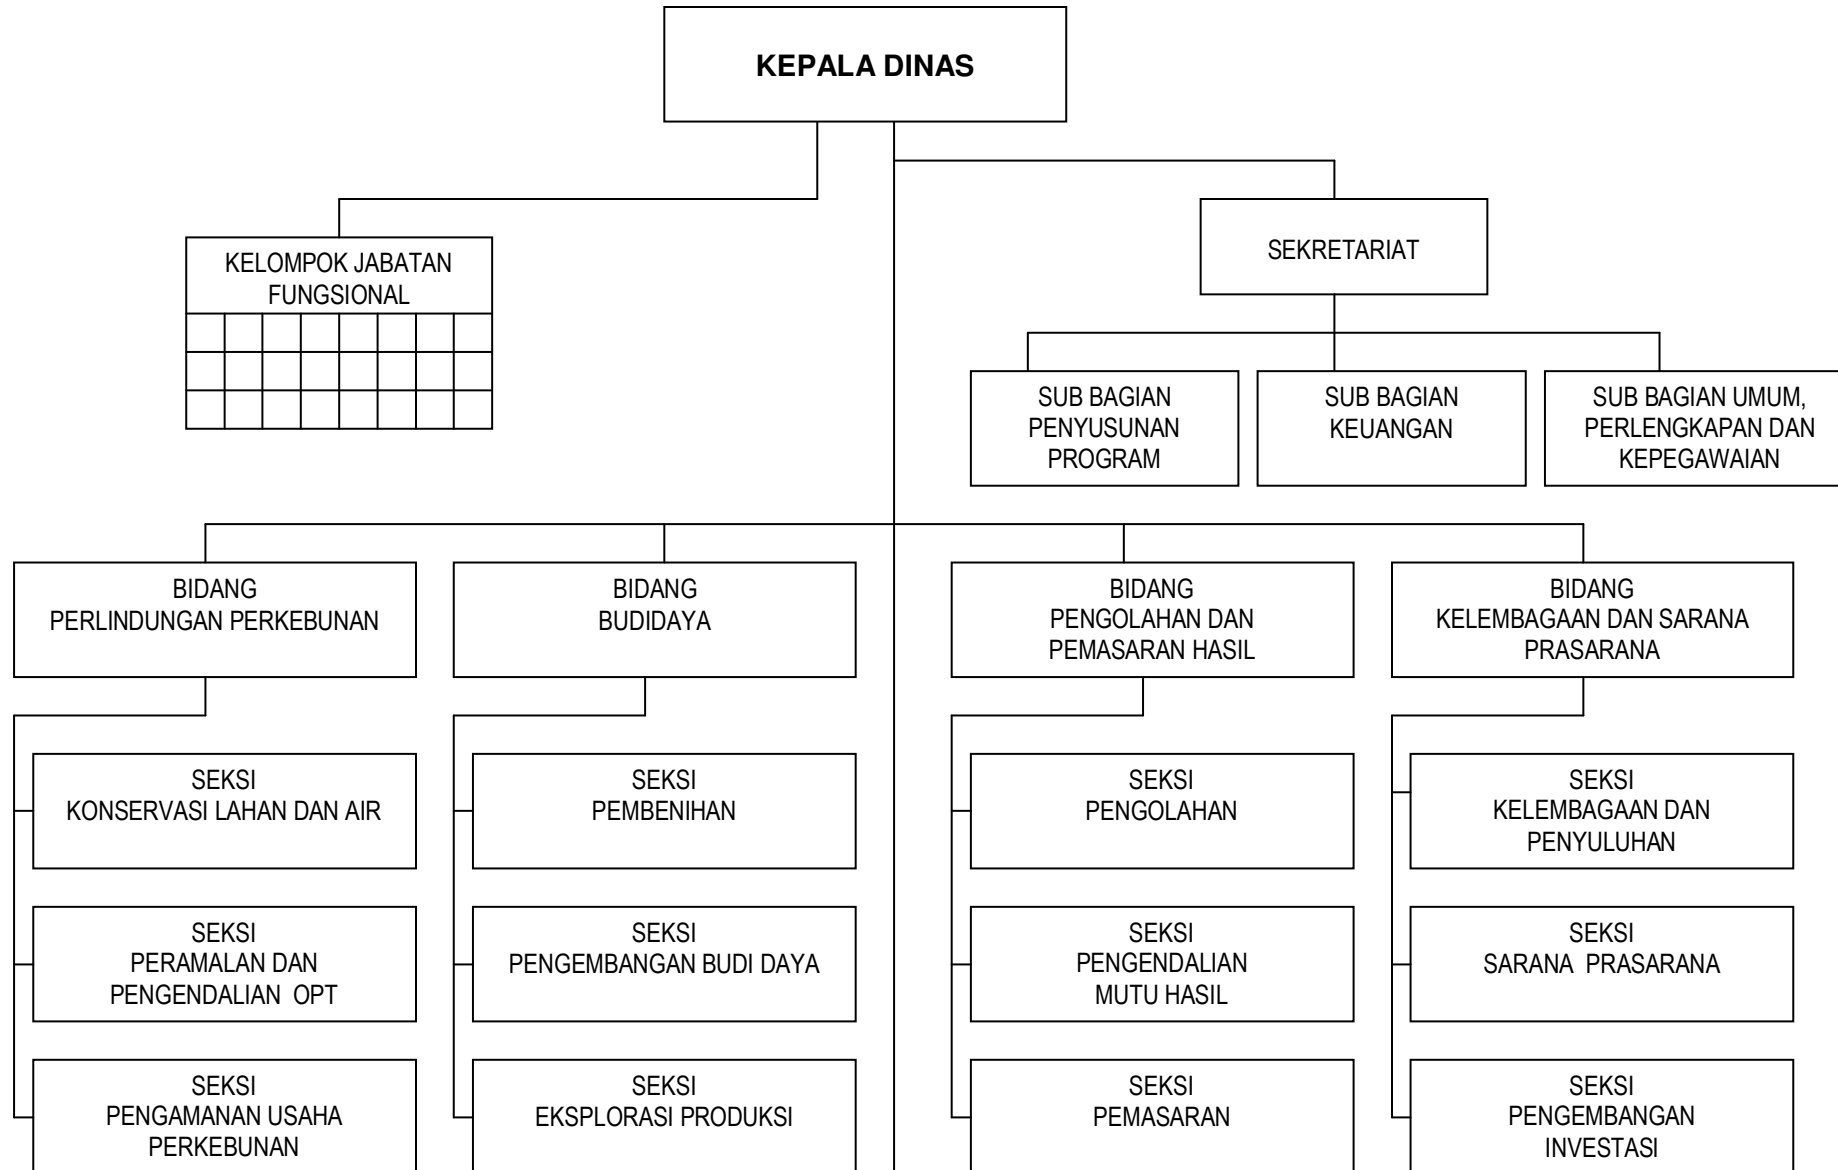 KEPALA DINAS
KELOMPOK JABATAN
FUNGSIONAL
SEKRETARIAT
SUB BAGIAN
PENYUSUNAN
PROGRAM
SUB BAGIAN
KEUANGAN
SUB BAGIAN UMUM,
PERLENGKAPAN DAN
KEPEGAWAIAN
BIDANG
PERLINDUNGAN PERKEBUNAN
BIDANG
BUDIDAYA
BIDANG
PENGOLAHAN DAN
PEMASARAN HASIL
BIDANG
KELEMBAGAAN DAN SARANA
PRASARANA
SEKSI
KONSERVASI LAHAN DAN AIR
SEKSI
PEMBENIHAN
SEKSI
PENGOLAHAN
SEKSI
KELEMBAGAAN DAN
PENYULUHAN
SEKSI
PERAMALAN DAN
PENGENDALIAN OPT
SEKSI
PENGEMBANGAN BUDI DAYA
SEKSI
PENGENDALIAN
MUTU HASIL
SEKSI
SARANA PRASARANA
SEKSI
PENGAMANAN USAHA
PERKEBUNAN
SEKSI
EKSPLORASI PRODUKSI
SEKSI
PEMASARAN
SEKSI
PENGEMBANGAN
INVESTASI